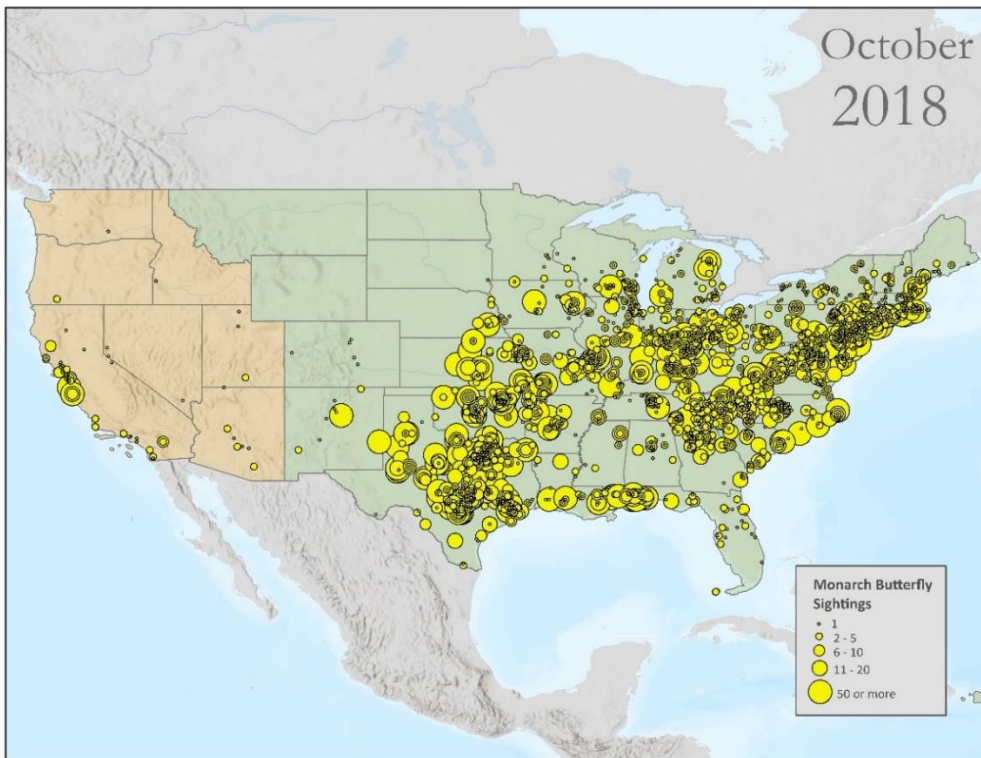 October
2018
Monarch Butterfly
Sightings
1
2 - 5
6 - 10
11 - 20
50 or more